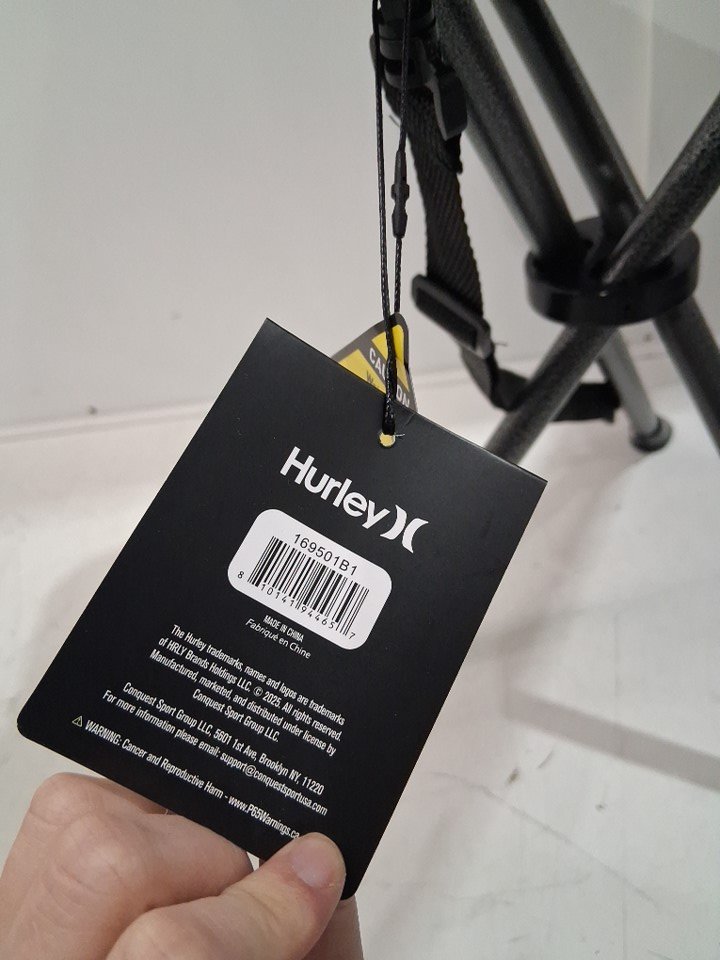 CAU
ON
Hurley
169501B1
8 10141 94465 7
MADE IN CHINA
Fabriqué en Chine
The Hurley trademarks, names and logos are trademarks
of HRLY Brands Holdings LLC. © 2025 All rights reserved.
Manufactured, marketed, and distributed under license by
Conquest Sport Group LLC.
Conquest Sport Group LLC, 5601 1st Ave, Brooklyn NY, 11220
For more information please email: support@conquestsportusa.com
⚠ WARNING: Cancer and Reproductive Harm - www.P65Warnings.ca